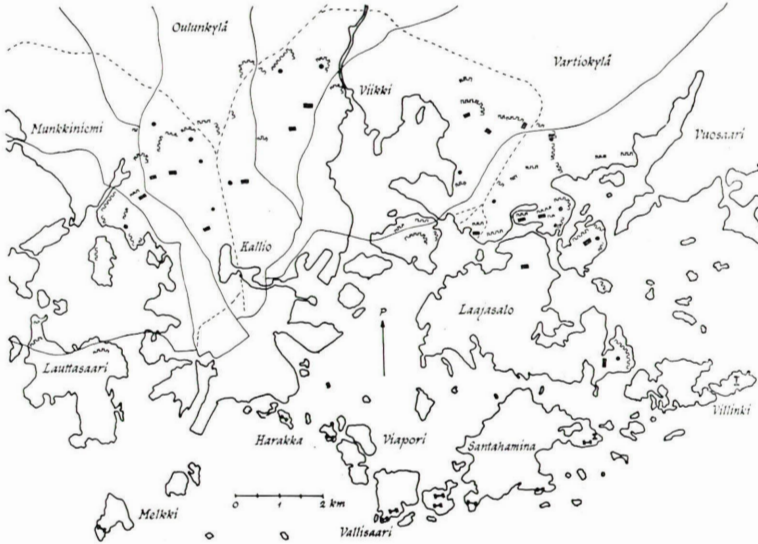 Oulunkylä
Vartiokylä
Viikki
Munkkiniemi
Vuosaari
Kallio
P
Laajasalo
Lauttasaari
Villinki
Harakka
Viapori
Santahamina
0 1 2 km
Melkki
Vallisaari